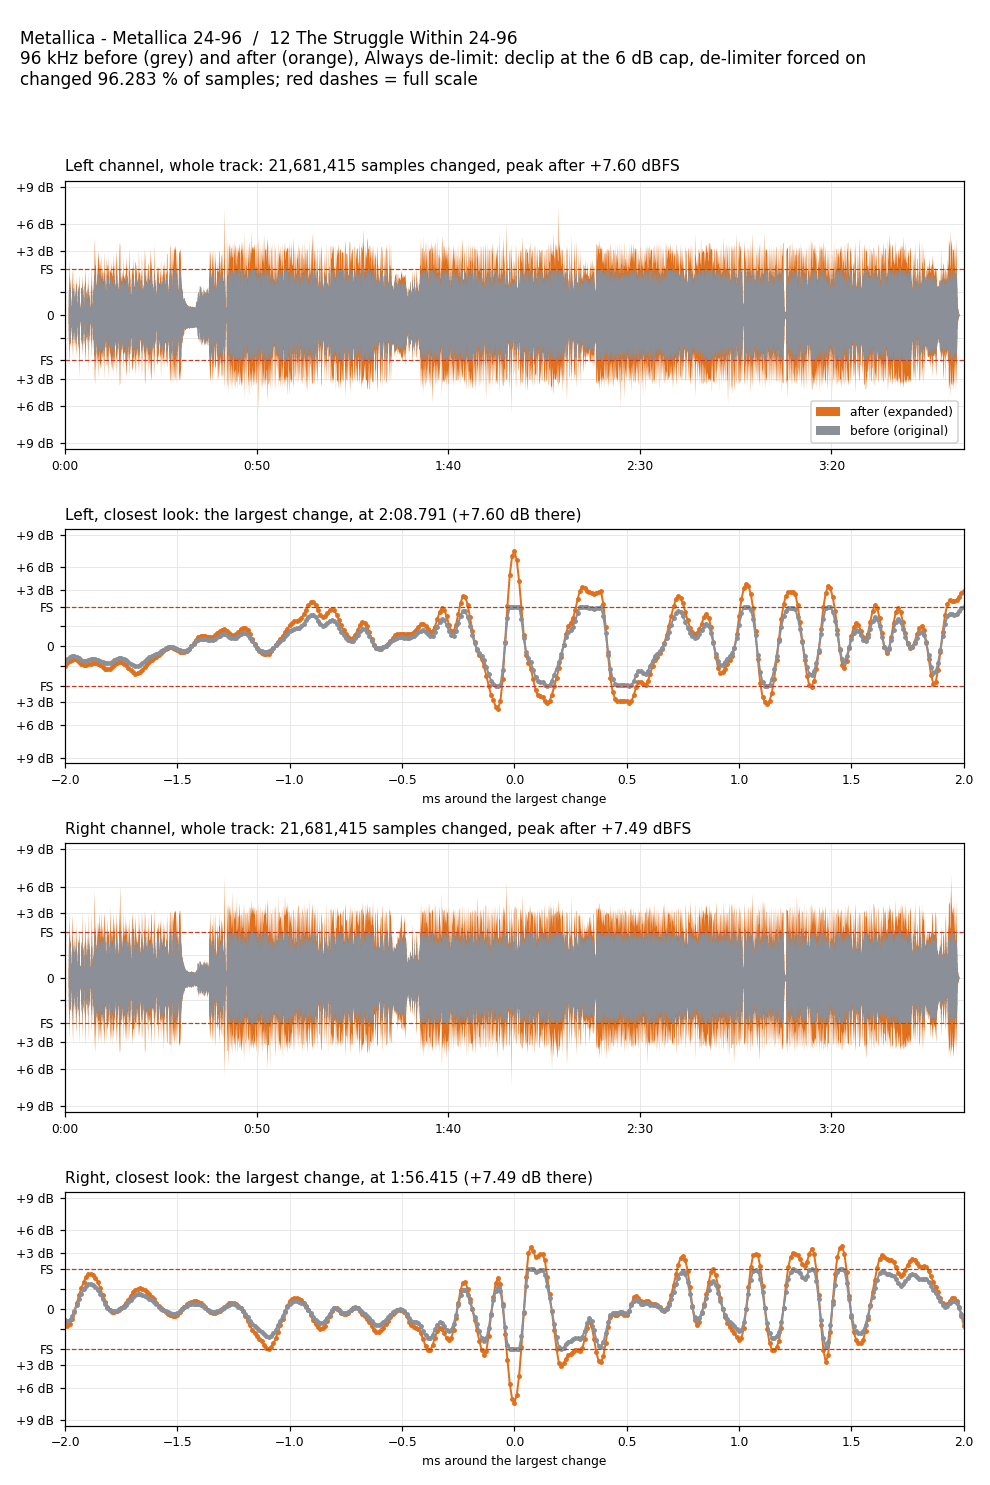 Metallica - Metallica 24-96  /  12 The Struggle Within 24-96
96 kHz before (grey) and after (orange), Always de-limit: declip at the 6 dB cap, de-limiter forced on
changed 96.283 % of samples; red dashes = full scale
Left channel, whole track: 21,681,415 samples changed, peak after +7.60 dBFS
+9 dB
+6 dB
+3 dB
FS
0
FS
+3 dB
+6 dB
+9 dB
after (expanded)
before (original)
0:00 0:50 1:40 2:30 3:20
Left, closest look: the largest change, at 2:08.791 (+7.60 dB there)
+9 dB
+6 dB
+3 dB
FS
0
FS
+3 dB
+6 dB
+9 dB
−2.0 −1.5 −1.0 −0.5 0.0 0.5 1.0 1.5 2.0
ms around the largest change
Right channel, whole track: 21,681,415 samples changed, peak after +7.49 dBFS
+9 dB
+6 dB
+3 dB
FS
0
FS
+3 dB
+6 dB
+9 dB
0:00 0:50 1:40 2:30 3:20
Right, closest look: the largest change, at 1:56.415 (+7.49 dB there)
+9 dB
+6 dB
+3 dB
FS
0
FS
+3 dB
+6 dB
+9 dB
−2.0 −1.5 −1.0 −0.5 0.0 0.5 1.0 1.5 2.0
ms around the largest change